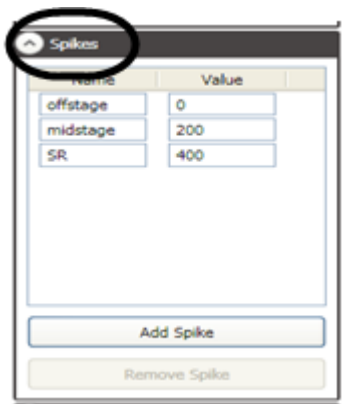 Spikes
Name Value
offstage 0
midstage 200
SR 400
Add Spike
Remove Spike